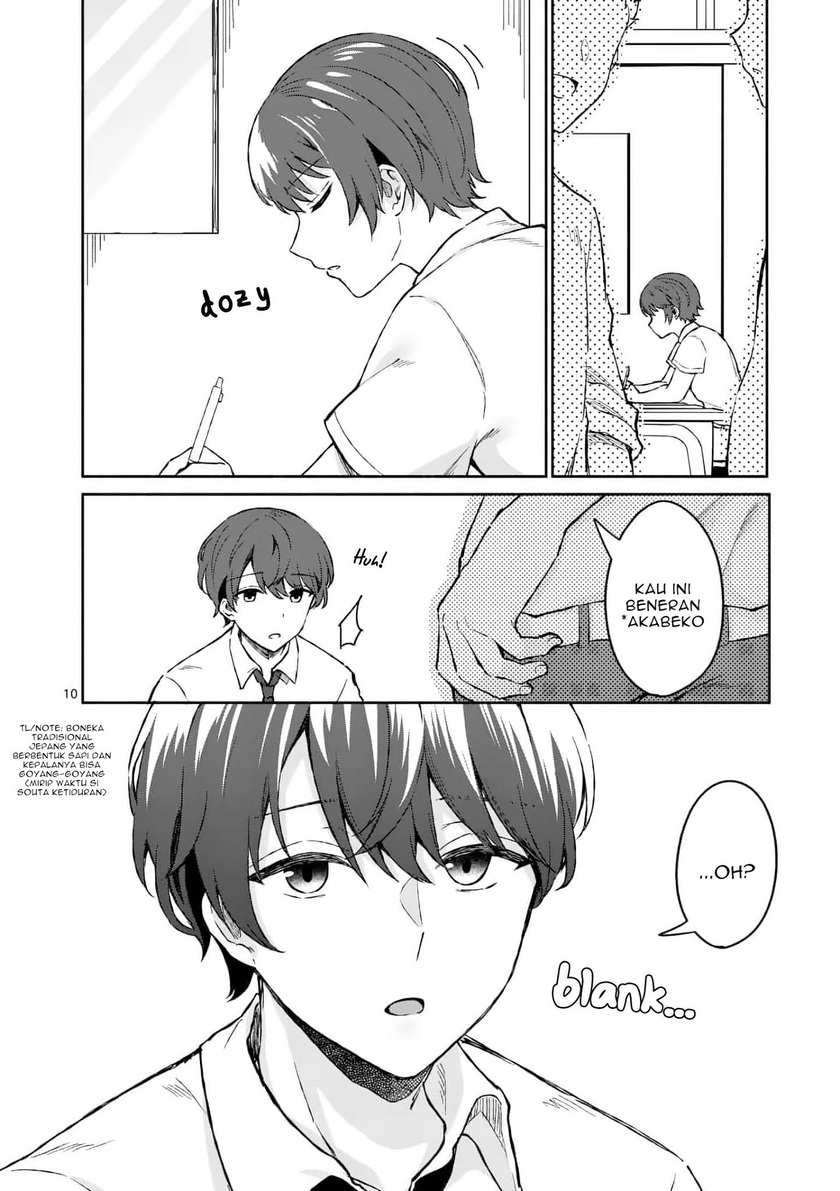 dozy
KAU INI
BENERAN
*AKABEKO
Huh!
10
TL/NOTE: BONEKA
TRADISIONAL
JEPANG YANG
BERBENTUK SAPI DAN
KEPALANYA BISA
GOYANG-GOYANG
(MIRIP WAKTU SI
SOUTA KETIDURAN)
...OH?
blank...